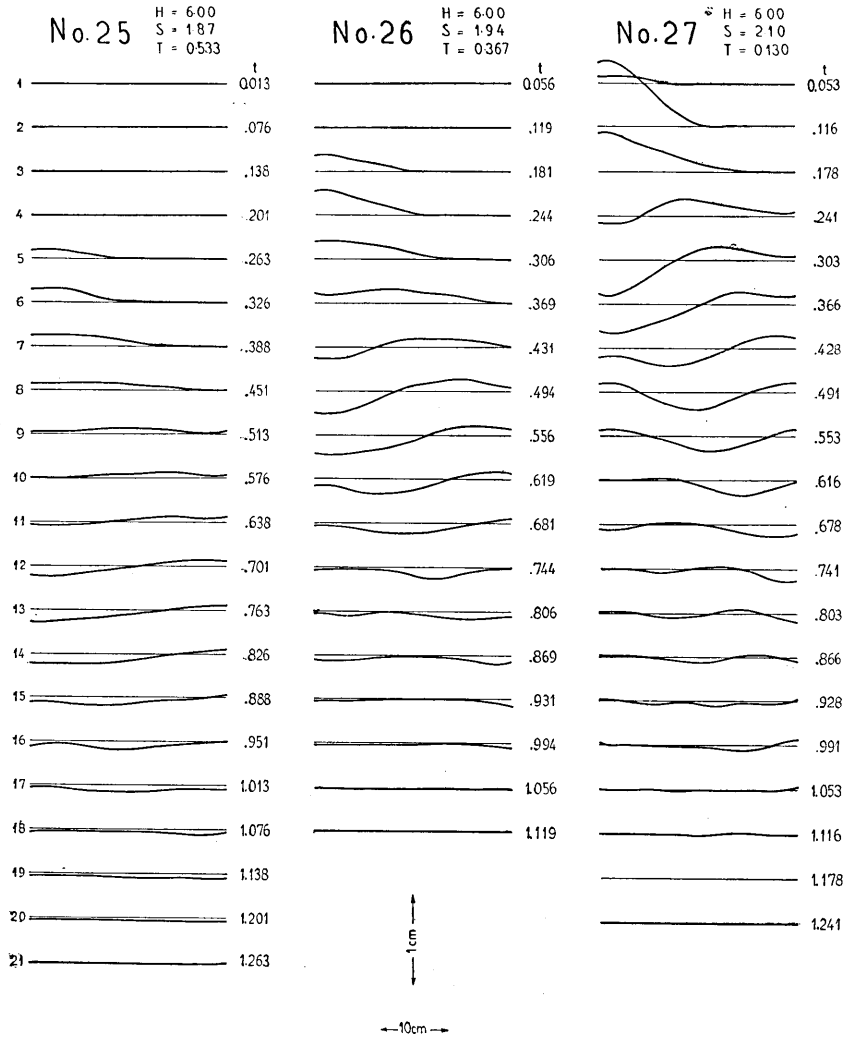 No. 25
H = 6·00
S = 1·87
T = 0·533
No. 26
H = 6·00
S = 1·94
T = 0·367
No. 27
H = 6 00
S = 2 10
T = 0·130
t
t
t
1 0.013 0.056 0.053
2 .076 .119 .116
3 .138 .181 .178
4 .201 .244 .241
5 .263 .306 .303
6 .326 .369 .366
7 .388 .431 .428
8 .451 .494 .491
9 .513 .556 .553
10 .576 .619 .616
11 .638 .681 .678
12 .701 .744 .741
13 .763 .806 .803
14 .826 .869 .866
15 .888 .931 .928
16 .951 .994 .991
17 1.013 1.056 1.053
18 1.076 1.119 1.116
19 1.138 1.178
20 1.201 1.241
21 1.263
1cm
10cm